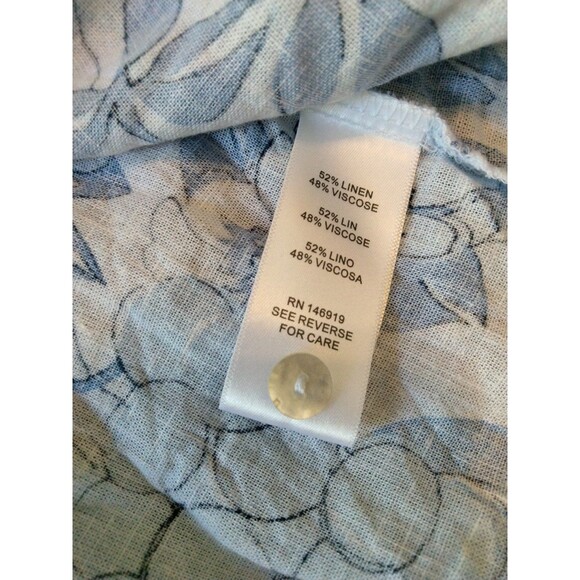 52% LINEN
48% VISCOSE
52% LIN
48% VISCOSE
52% LINO
48% VISCOSA
RN 146919
SEE REVERSE
FOR CARE